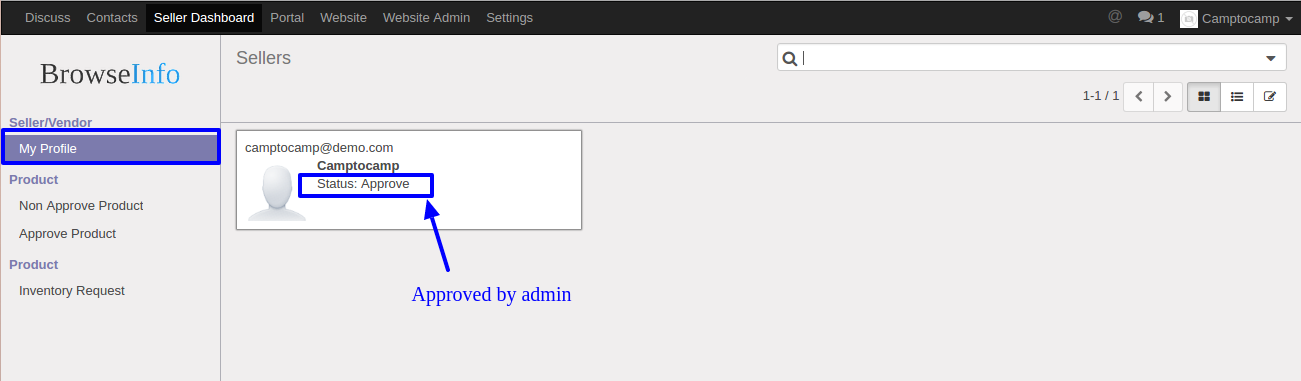 Discuss Contacts Seller Dashboard Portal Website Website Admin Settings @ 1 Camptocamp
BrowseInfo
Sellers
1-1 / 1
Seller/Vendor
My Profile
Product
Non Approve Product
Approve Product
Product
Inventory Request
camptocamp@demo.com
Camptocamp
Status: Approve
Approved by admin